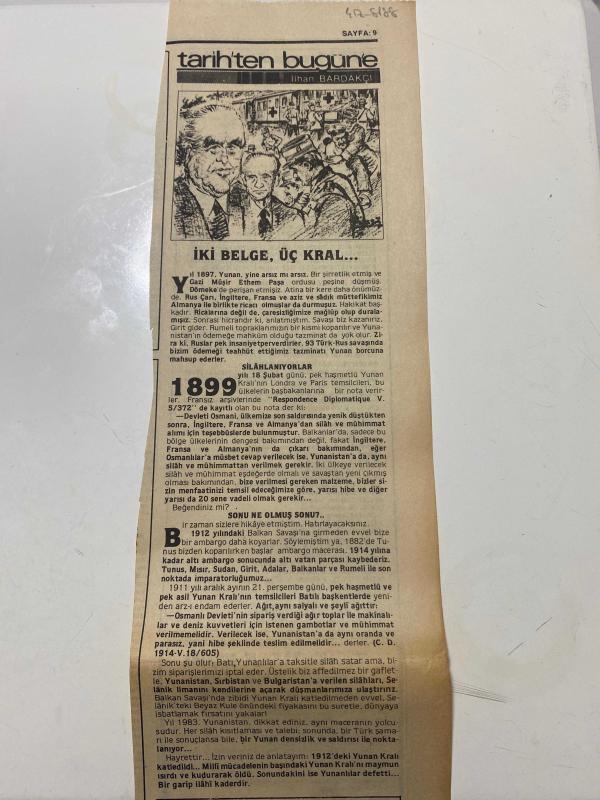 SAYFA: 9
tarih'ten bugün'e
İlhan BARDAKÇI
İKİ BELGE, ÜÇ KRAL...
Yıl 1897. Yunan, yine arsız mı arsız. Bir şirretlik etmiş ve
Gazi Müşir Ethem Paşa ordusu peşine düşmüş.
Dömeke'de perişan etmişiz. Atina bir kere daha önümüz-
de. Rus Çarı, İngiltere, Fransa ve aziz ve sâdık müttefikimiz
Almanya ile birlikte ricacı olmuşlar da durmuşuz. Hakikat baş-
kadır. Ricklarına değil de, çaresizliğimize mağlûp olup durala-
mışız. Sonrası hicrandır ki, anlatmıştım. Savaşı biz kazanırız,
Girit gider. Rumeli topraklarımızın bir kısmı koparılır ve Yuna-
nistan'ın ödemeğe mahkûm olduğu tazminat da yok olur. Zi-
ra ki, Ruslar pek insaniyetperverdirler. 93 Türk-Rus savaşında
bizim ödemeği teahhüt ettiğimiz tazminatı Yunan borcuna
mahsup ederler.
SİLÂHLANIYORLAR
1899 yılı 18 Şubat günü, pek haşmetlu Yunan
Kralı'nın Londra ve Paris temsilcileri, bu
ülkelerin başbakanlarına bir nota verir-
ler. Fransız arşivlerinde "Respondence Diplomatique V.
5/372" de kayıtlı olan bu nota der ki:
—Devleti Osmani, ülkemize son saldırısında yenik düştükten
sonra, İngiltere, Fransa ve Almanya'dan silâh ve mühimmat
alımı için teşebbüslerde bulunmuştur. Balkanlar'da, sadece bu
bölge ülkelerinin dengesi bakımından değil, fakat İngiltere,
Fransa ve Almanya'nın da çıkarı bakımından, eğer
Osmanlılar'a müsbet cevap verilecek ise, Yunanistan'a da, aynı
silâh ve mühimmattan verilmek gerekir. İki ülkeye verilecek
silâh ve mühimmat eşdeğerde olmalı ve savaştan yeni çıkmış
olması bakımından, bize verilmesi gereken malzeme, bizler si-
zin menfaatinizi temsil edeceğimize göre, yarısı hibe ve diğer
yarısı da 20 sene vadeli olmak gerekir...
Beğendiniz mi?
SONU NE OLMUŞ SONU?..
Bir zaman sizlere hikâye etmiştim. Hatırlayacaksınız.
1912 yılındaki Balkan Savaşı'na girmeden evvel bize
bir ambargo daha koyarlar. Söylemiştim ya, 1882'de Tu-
nus bizden koparılırken başlar ambargo macerası. 1914 yılına
kadar altı ambargo sonucunda altı vatan parçası kaybederiz.
Tunus, Mısır, Sudan, Girit, Adalar, Balkanlar ve Rumeli ile son
noktada imparatorluğumuz...
1911 yılı aralık ayının 21. perşembe günü, pek haşmetlû ve
pek asil Yunan Kralı'nın temsilcileri Batılı başkentlerde yeni-
den arz-ı endam ederler. Ağıt, aynı salyalı ve şeyli ağıttır:
—Osmanlı Devleti'nin sipariş verdiği ağır toplar ile makinalı-
lar ve deniz kuvvetleri için istenen gambotlar ve mühimmat
verilmemelidir. Verilecek ise, Yunanistan'a da aynı oranda ve
parasız, yani hibe şeklinde teslim edilmelidir... derler. (C. D.
1914-V.18/605)
Sonu şu olur: Batı, Yunanlılar'a taksitle silâh satar ama, bi-
zim siparişlerimizi iptal eder. Üstelik biz affedilmez bir gaflet-
le, Yunanistan, Sırbistan ve Bulgaristan'a verilen silâhları, Se-
lânik limanını kendilerine açarak düşmanlarımıza ulaştırırız.
Balkan Savaşı'nda zibidi Yunan Kralı katledilmeden evvel, Se-
lânik'teki Beyaz Kule önündeki fiyakasını bu suretle, dünyaya
isbatlamak fırsatını yakalar!
Yıl 1983. Yunanistan, dikkat ediniz, aynı maceranın yolcu-
sudur. Her silâh kısıtlaması ve talebi, sonunda, bir Türk şama-
rı ile sonuçlansa bile, bir Yunan densizlik ve saldırısı ile nokta-
lanıyor...
Hayrettir... İzin veriniz de anlatayım: 1912'deki Yunan Kralı
katledildi... Millî mücadelenin başındaki Yunan Kralı'nı maymun
ısırdı ve kudurarak öldü. Sonundakini ise Yunanlılar defetti...
Bir garip ilâhî kaderdir.